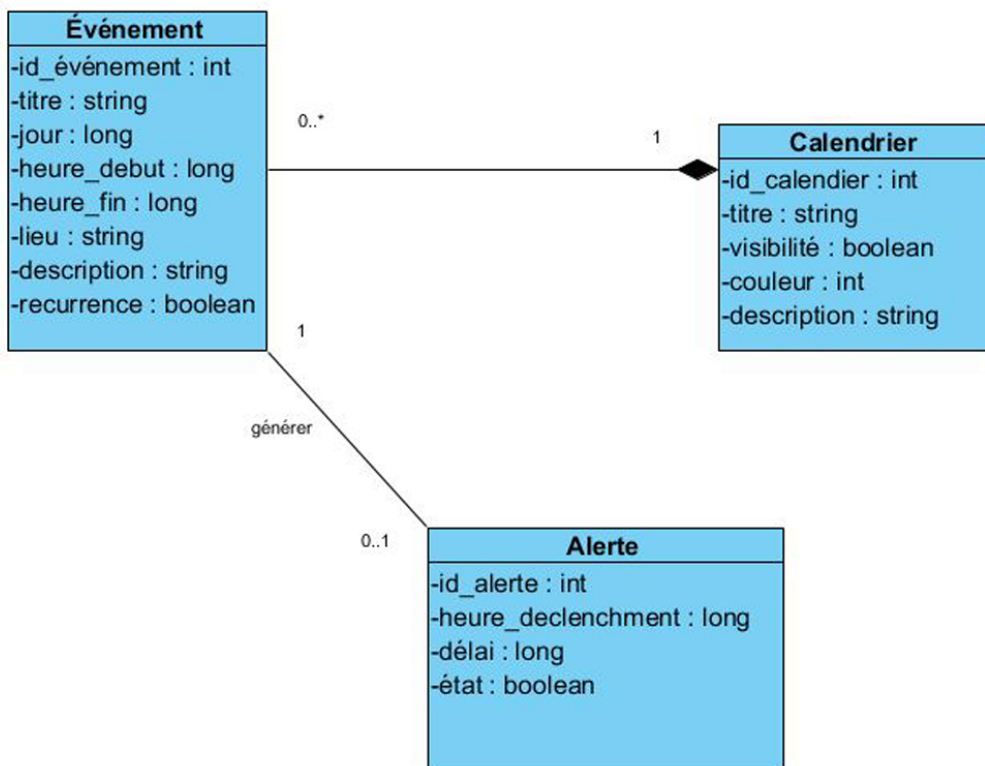 Événement
-id_événement : int
-titre : string
-jour : long
-heure_debut : long
-heure_fin : long
-lieu : string
-description : string
-recurrence : boolean
0..*
1
Calendrier
-id_calendier : int
-titre : string
-visibilité : boolean
-couleur : int
-description : string
1
générer
0..1
Alerte
-id_alerte : int
-heure_declenchment : long
-délai : long
-état : boolean